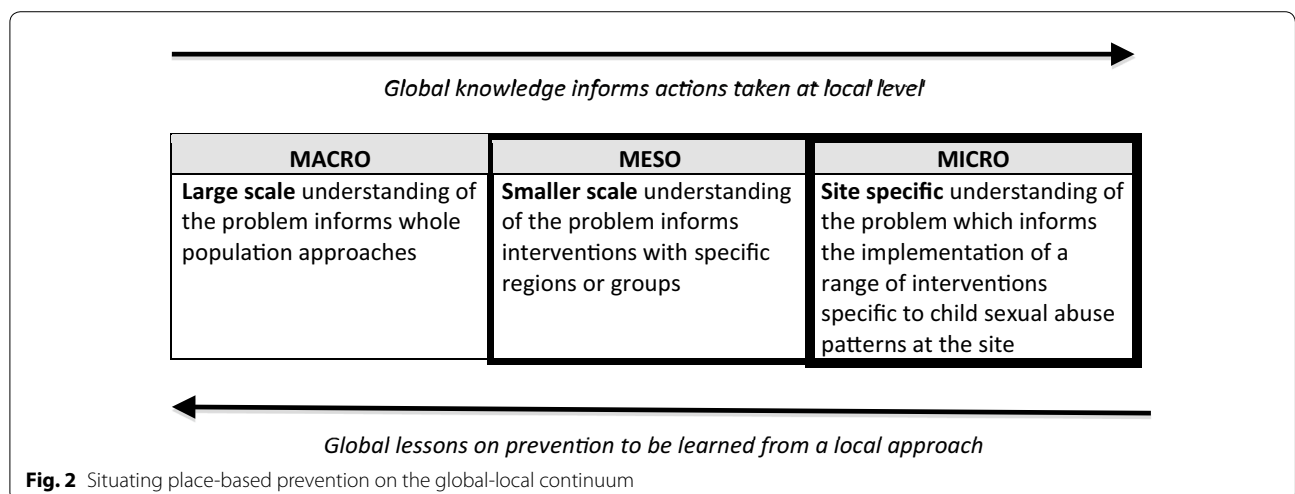 Global knowledge informs actions taken at local level
MACRO
Large scale understanding of
the problem informs whole
population approaches
MESO
Smaller scale understanding
of the problem informs
interventions with specific
regions or groups
MICRO
Site specific understanding of
the problem which informs
the implementation of a
range of interventions
specific to child sexual abuse
patterns at the site
Global lessons on prevention to be learned from a local approach
Fig. 2 Situating place-based prevention on the global-local continuum